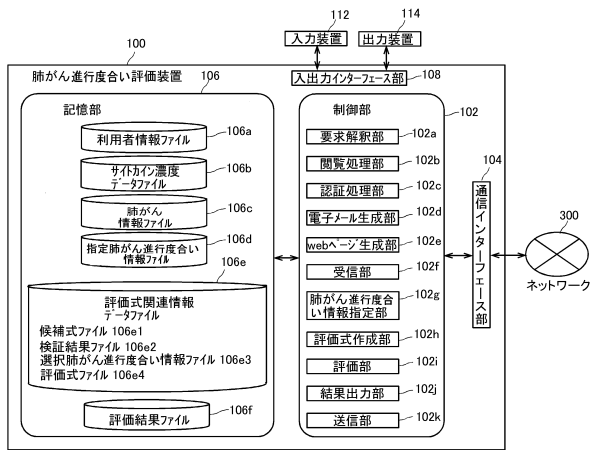 112
114
入力装置
出力装置
100
肺がん進行度合い評価装置
106
入出力インターフェース部
108
記憶部
制御部
102
利用者情報ファイル
106a
サイトカイン濃度
データファイル
106b
肺がん
情報ファイル
106c
指定肺がん進行度合い
情報ファイル
106d
106e
評価式関連情報
データファイル
候補式ファイル 106e1
検証結果ファイル 106e2
選択肺がん進行度合い情報ファイル 106e3
評価式ファイル 106e4
評価結果ファイル
106f
要求解釈部
102a
閲覧処理部
102b
認証処理部
102c
電子メール生成部
102d
webページ生成部
102e
受信部
102f
肺がん進行度合
い情報指定部
102g
評価式作成部
102h
評価部
102i
結果出力部
102j
送信部
102k
104
通信インターフェース部
300
ネットワーク